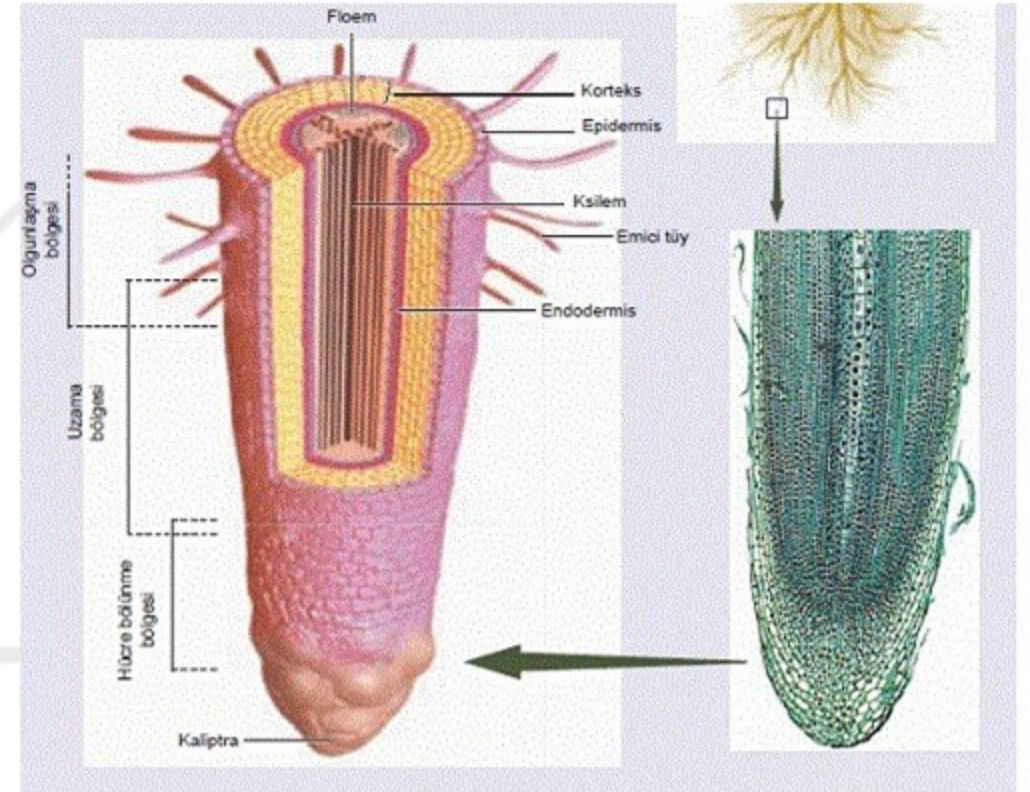 Floem
Korteks
Epidermis
Ksilem
Emici tüy
Endodermis
Olgunlaşma
bölgesi
Uzama
bölgesi
Hücre bölünme
bölgesi
Kaliptra